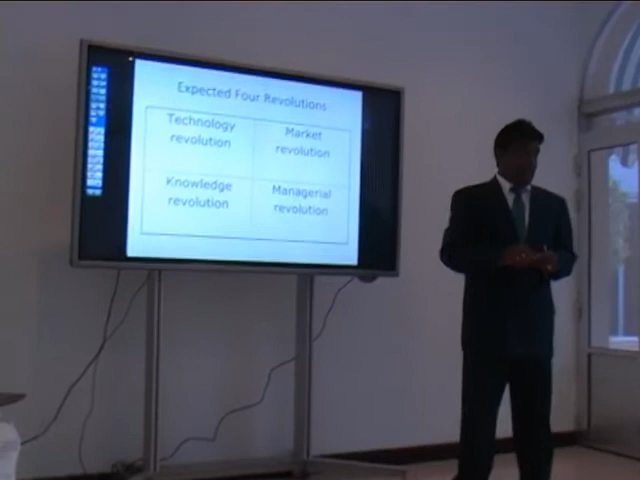 Expected Four Revolutions
Technology
revolution
Market
revolution
Knowledge
revolution
Managerial
revolution